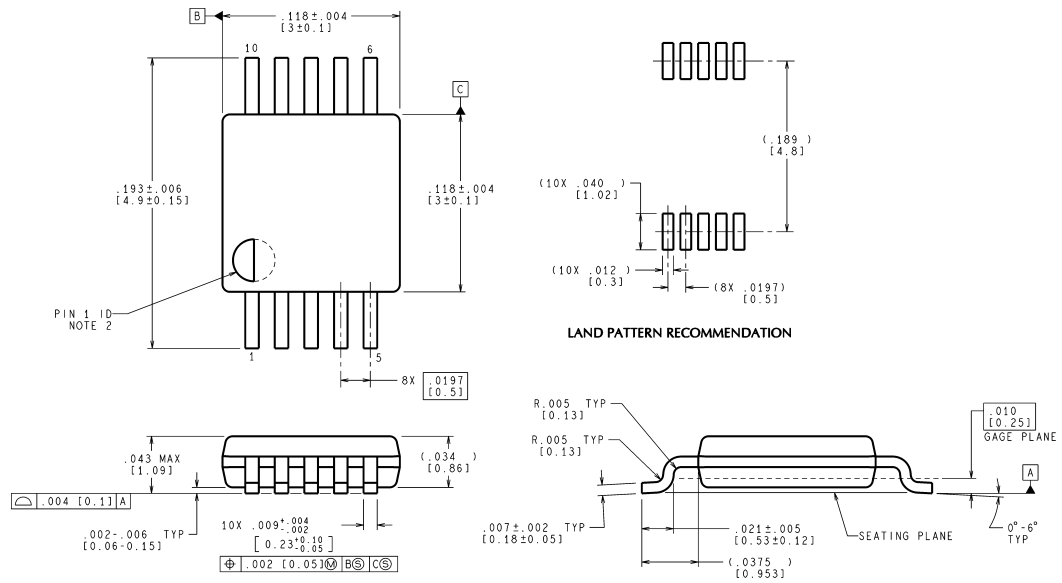 B
.118±.004
[3±0.1]
10
6
C
.193±.006
[4.9±0.15]
.118±.004
[3±0.1]
PIN 1 ID
NOTE 2
1
5
8X .0197
[0.5]
(.189 )
[4.8]
(10X .040 )
[1.02]
(10X .012 )
[0.3]
(8X .0197)
[0.5]
LAND PATTERN RECOMMENDATION
.043 MAX
[1.09]
(.034 )
[0.86]
⌓ .004 [0.1] A
.002-.006 TYP
[0.06-0.15]
10X .009 +.004 -.002
[ 0.23 +0.10 -0.05 ]
⌖ .002 [0.05]Ⓜ BⓈ CⓈ
R.005 TYP
[0.13]
R.005 TYP
[0.13]
.010
[0.25]
GAGE PLANE
A
.007±.002 TYP
[0.18±0.05]
.021±.005
[0.53±0.12]
SEATING PLANE
0°-6°
TYP
(.0375 )
[0.953]